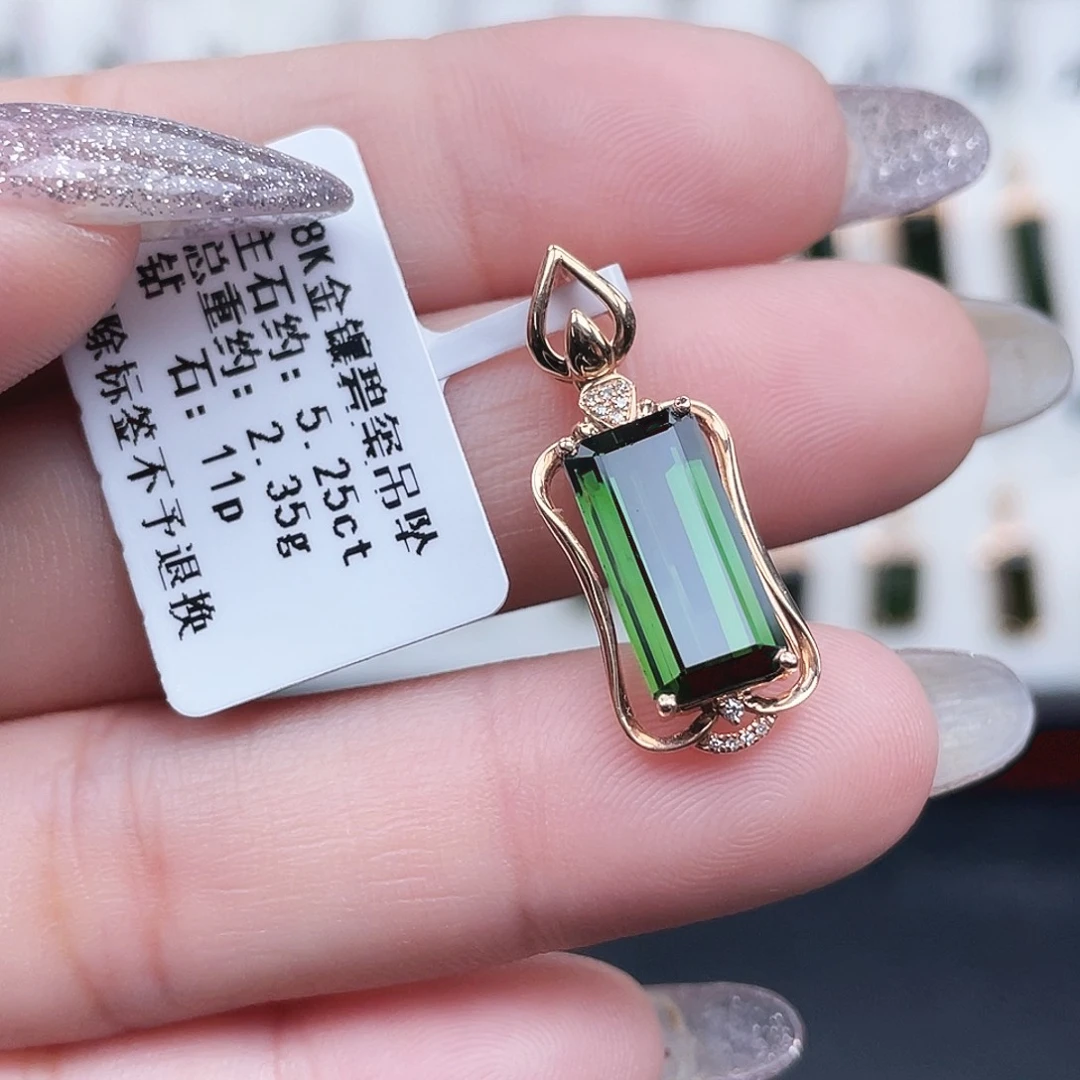 8K金镶碧玺吊坠
主石约: 5.25ct
总重约: 2.35g
钻 石: 11p
除标签不予退换